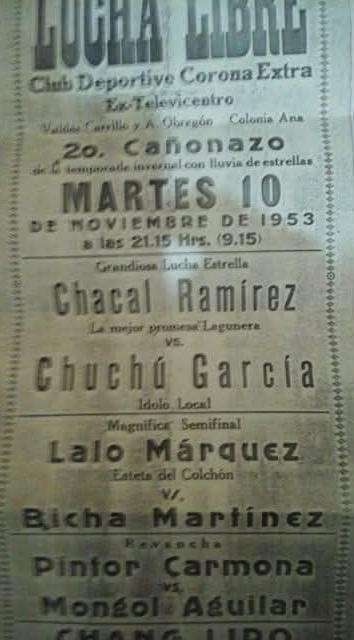 LUCHA LIBRE
Club Deportivo Corona Extra
Ex-Televicentro
Valdés Carrillo y A. Obregón Colonia Ana
2o. Cañonazo
de la temporada invernal con lluvia de estrellas
MARTES 10
DE NOVIEMBRE DE 1953
a las 21.15 Hrs. (9.15)
Grandiosa Lucha Estrella
Chacal Ramírez
La mejor promesa Lagunera
vs.
Chuchú García
Idolo Local
Magnífica Semifinal
Lalo Márquez
Esteta del Colchón
Vs.
Bicha Martínez
Revancha
Pintor Carmona
vs.
Mongol Aguilar
CHANG LIDO